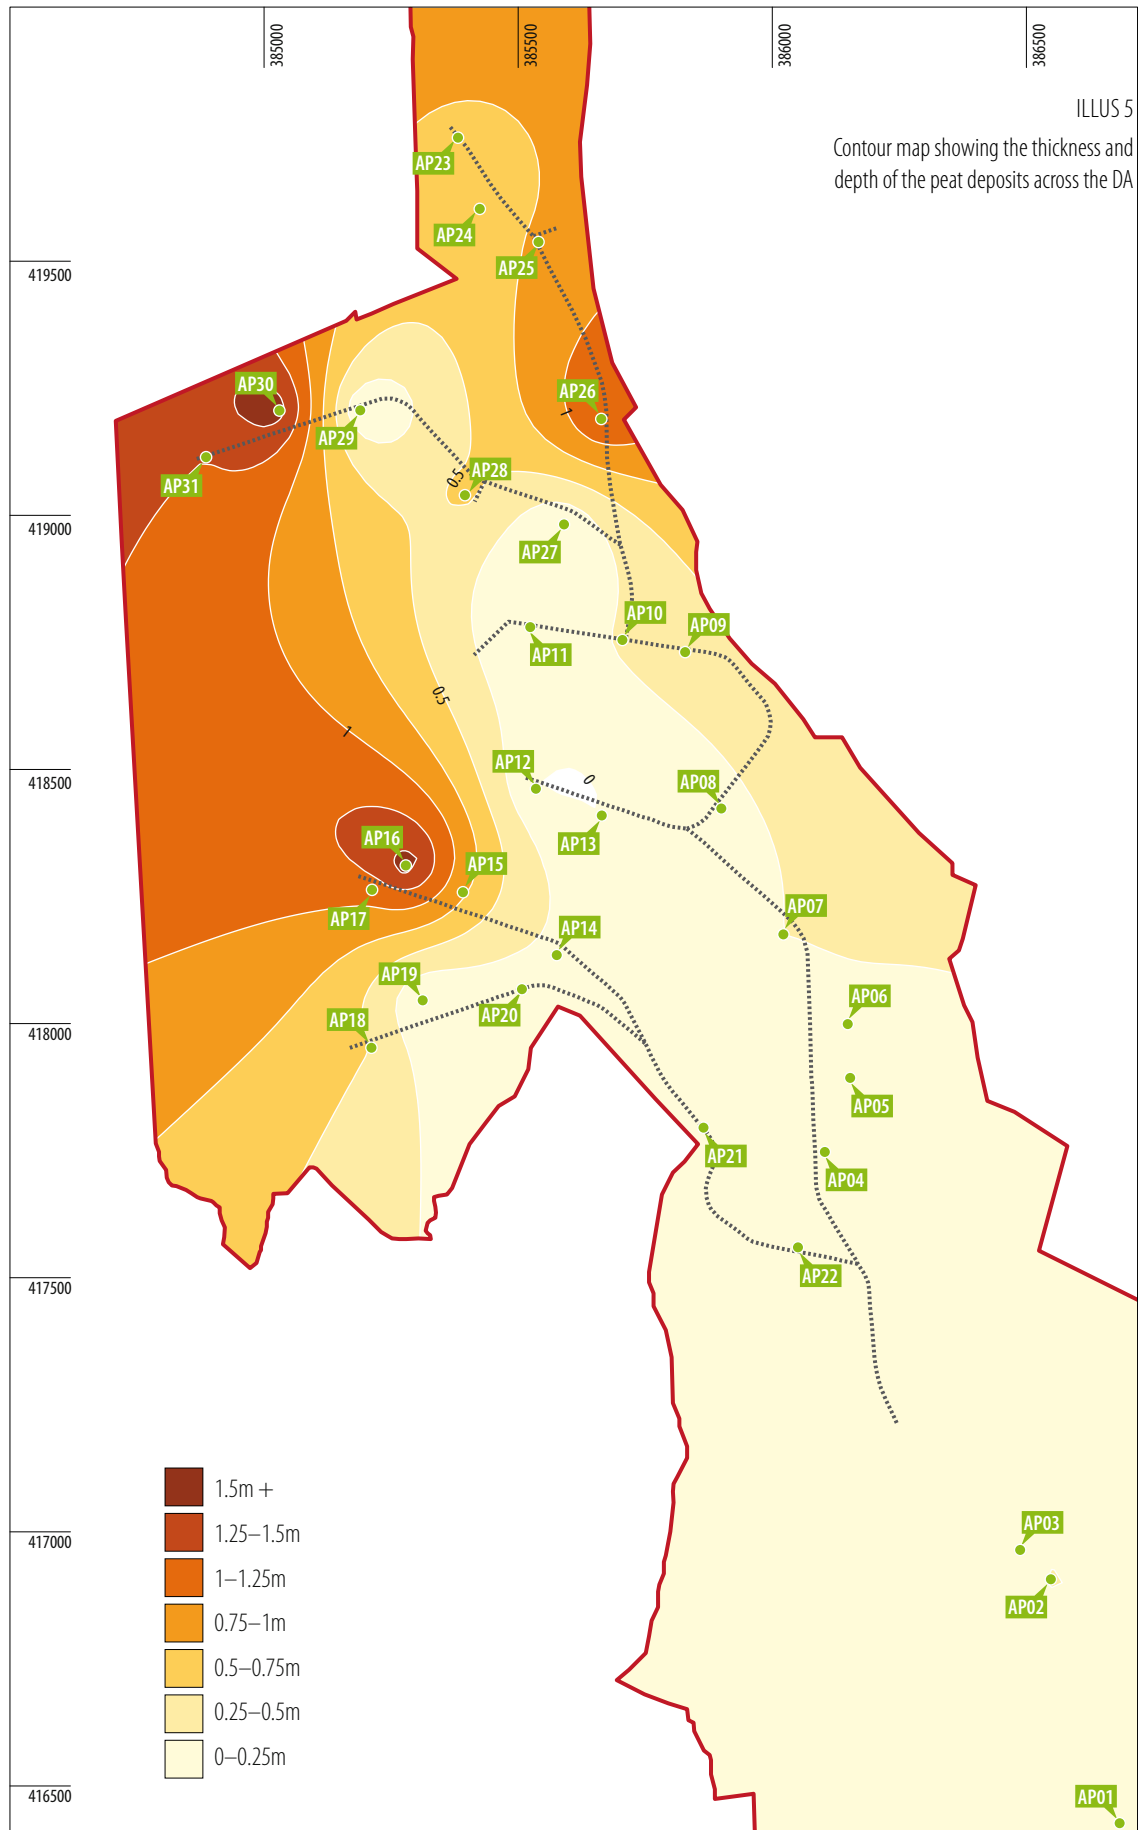 385000
385500
386000
386500
ILLUS 5
Contour map showing the thickness and
depth of the peat deposits across the DA
AP23
AP24
AP25
419500
AP30
AP26
1
AP29
AP31
0.5
AP28
419000
AP27
AP10
AP09
AP11
0.5
1
418500
AP12
0
AP08
AP13
AP16
AP15
AP17
AP07
AP14
AP19
AP20
AP06
418000
AP18
AP05
AP21
AP04
417500
AP22
1.5m +
1.25–1.5m
417000
AP03
1–1.25m
AP02
0.75–1m
0.5–0.75m
0.25–0.5m
0–0.25m
416500
AP01